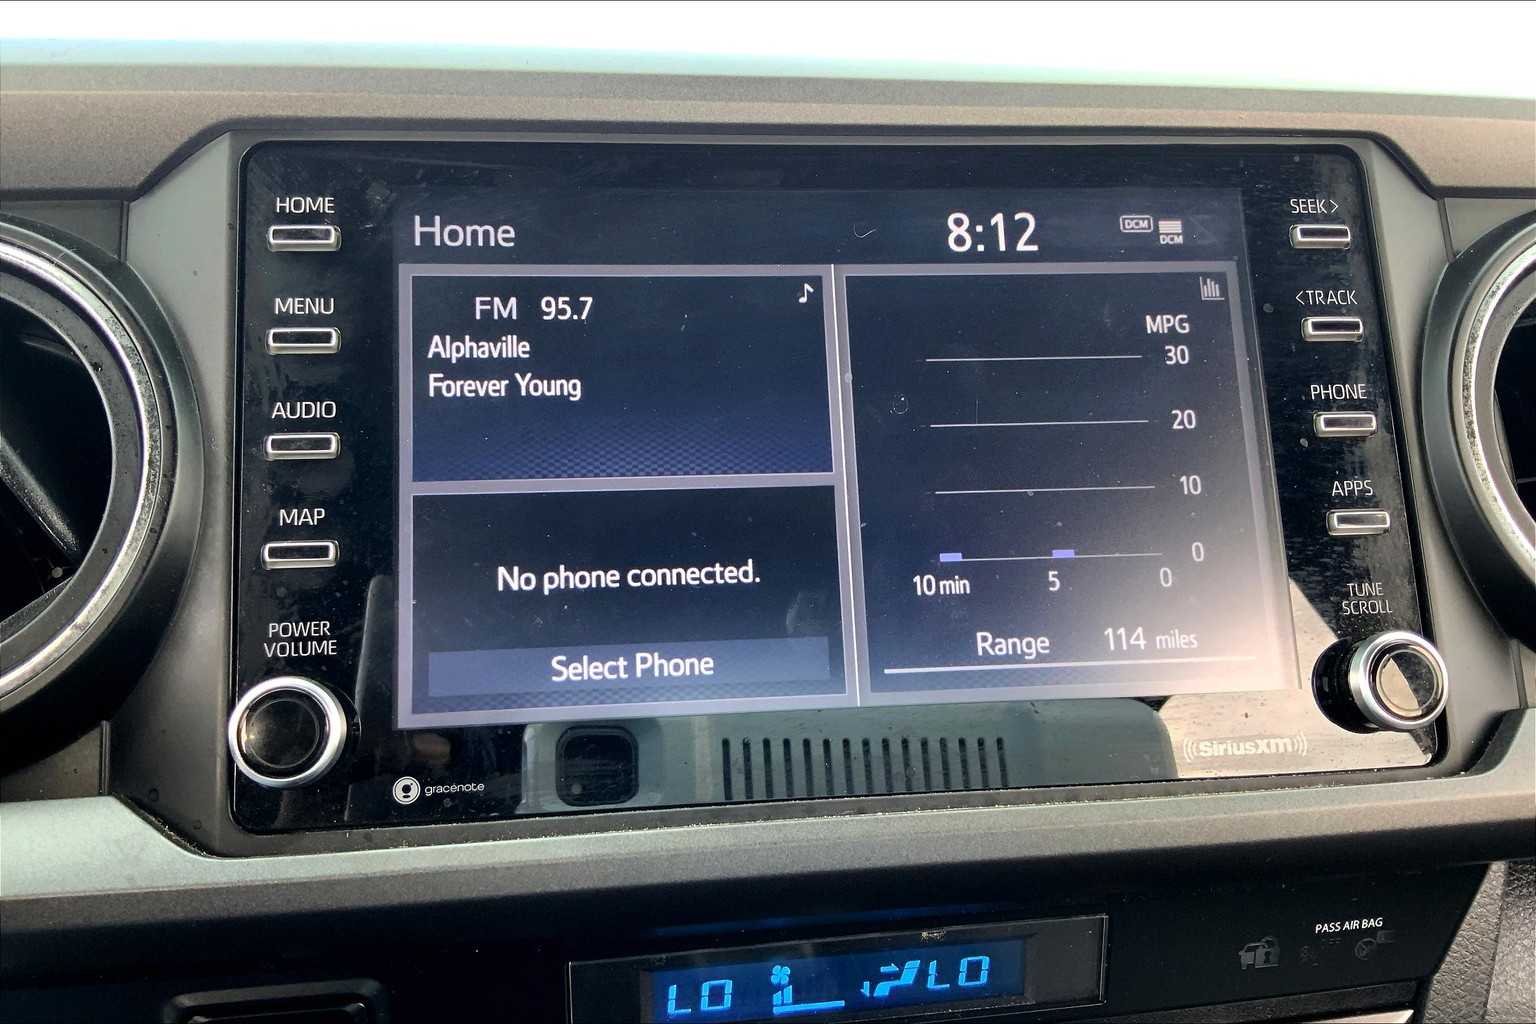 HOME
MENU
AUDIO
MAP
POWER
VOLUME
Home
8:12
DCM
DCM
FM 95.7
Alphaville
Forever Young
No phone connected.
Select Phone
MPG
30
20
10
0
10 min 5 0
Range 114 miles
SEEK >
< TRACK
PHONE
APPS
TUNE
SCROLL
gracenote
((SiriusXM))
PASS AIR BAG
LO LO